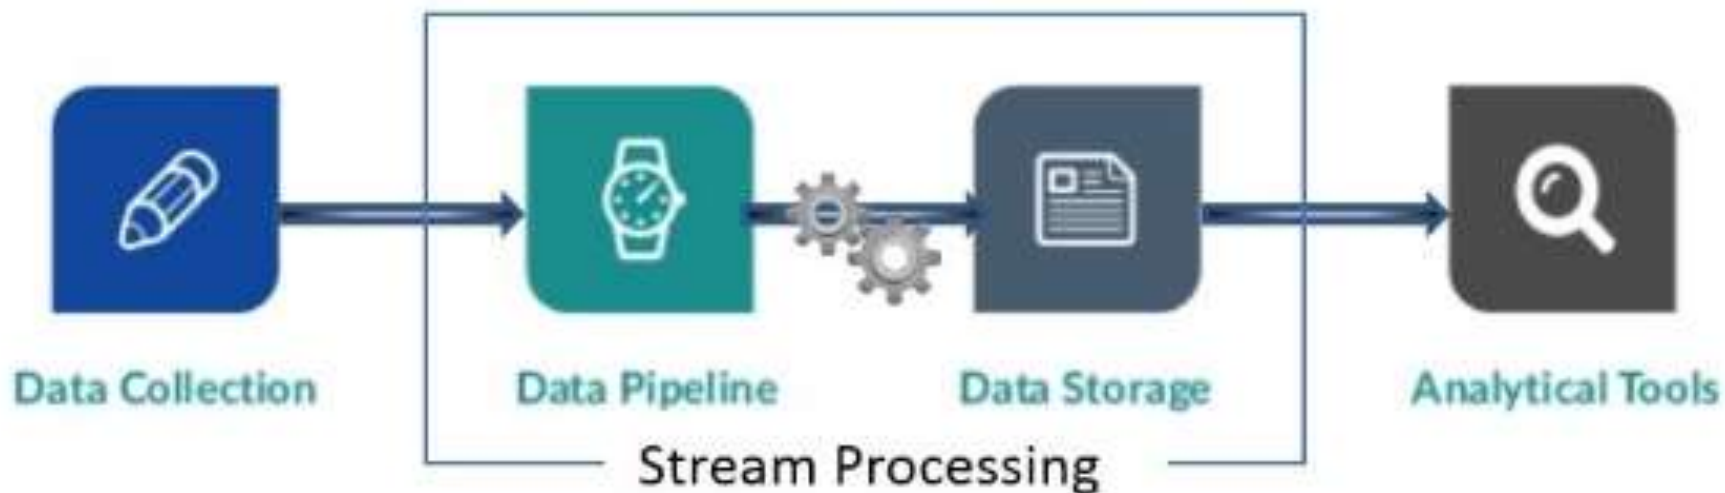 Data Collection
Data Pipeline
Data Storage
Analytical Tools
Stream Processing